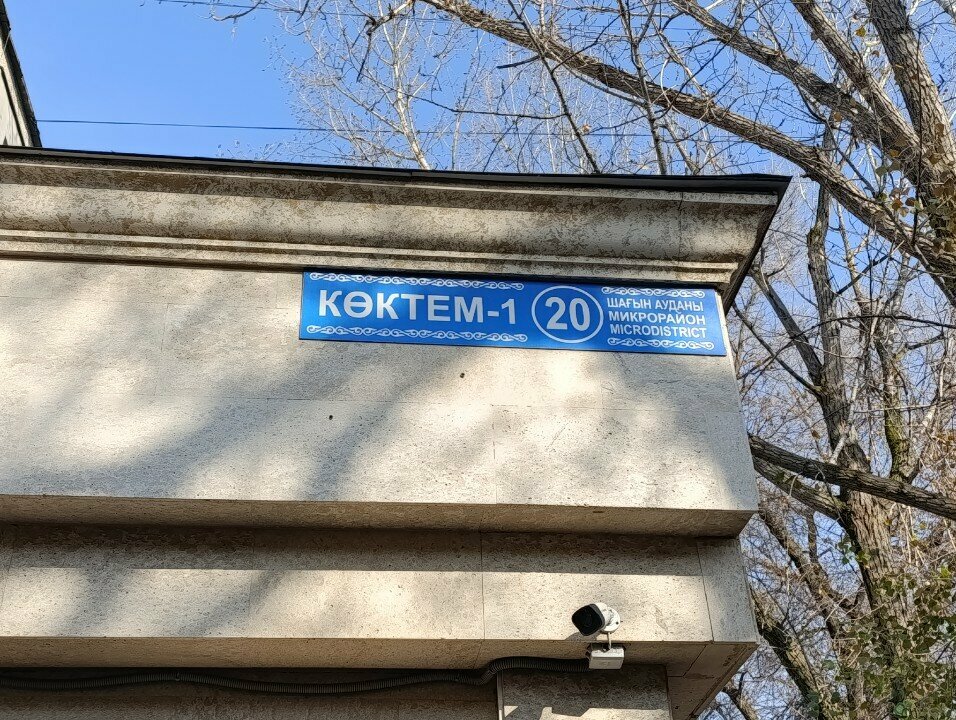 КӨКТЕМ-1
20
ШАҒЫН АУДАНЫ
МИКРОРАЙОН
MICRODISTRICT